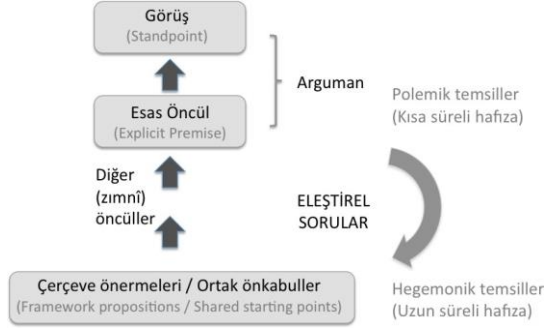 Görüş
(Standpoint)
Arguman
Polemik temsiller
(Kısa süreli hafıza)
Esas Öncül
(Explicit Premise)
Diğer
(zımnî)
öncüller
ELEŞTİREL
SORULAR
Çerçeve önermeleri / Ortak önkabuller
(Framework propositions / Shared starting points)
Hegemonik temsiller
(Uzun süreli hafıza)